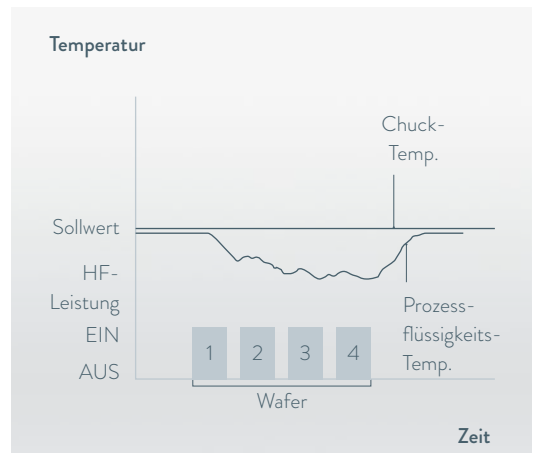 Temperatur
Chuck-
Temp.
Sollwert
HF-
Leistung
EIN
AUS
Prozess-
flüssigkeits-
Temp.
1 2 3 4
Wafer
Zeit